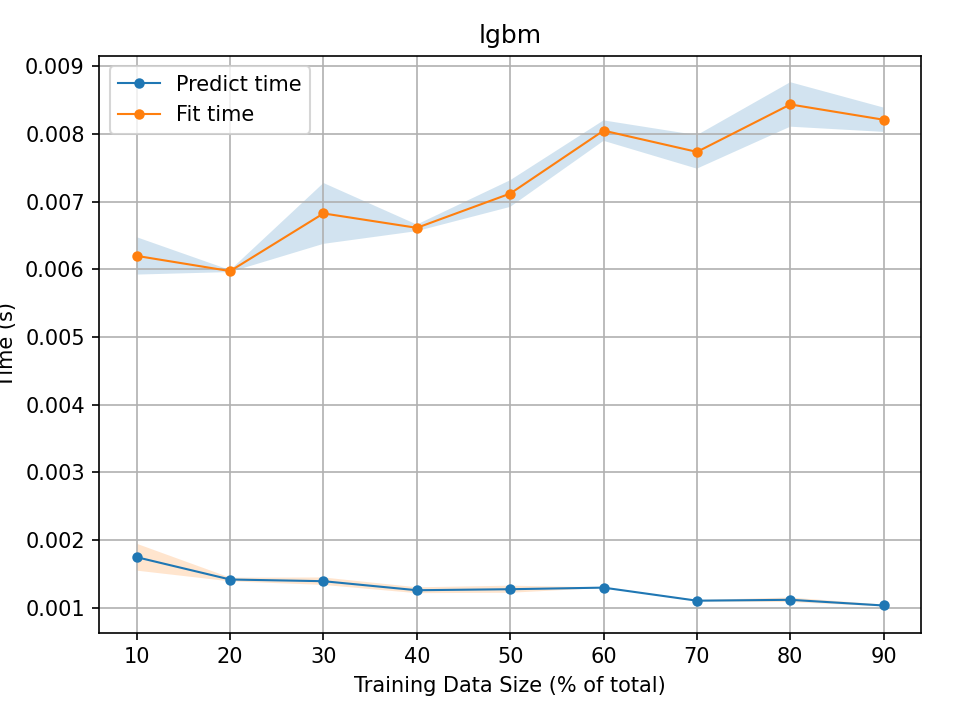 lgbm
Predict time
Fit time
0.009
0.008
0.007
0.006
0.005
0.004
0.003
0.002
0.001
Time (s)
10 20 30 40 50 60 70 80 90
Training Data Size (% of total)